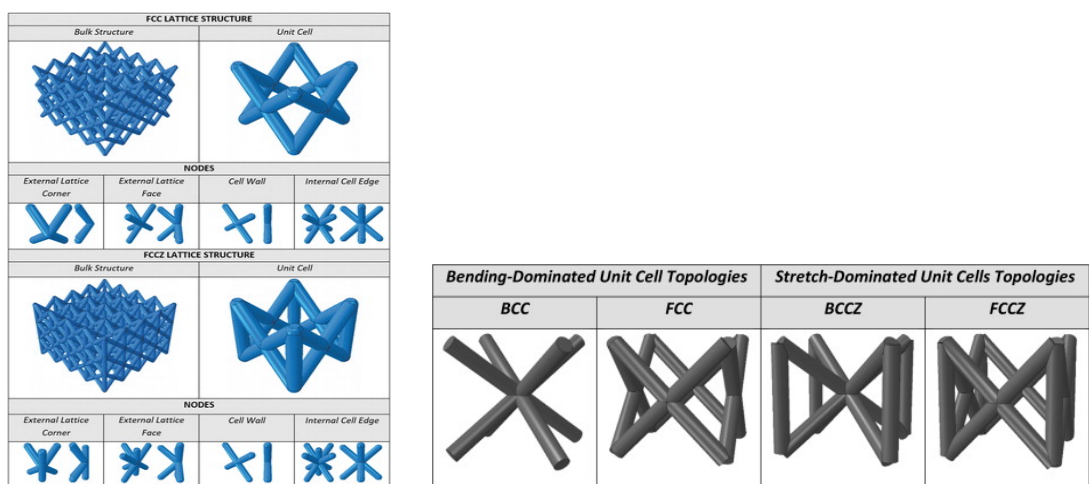 FCC LATTICE STRUCTURE
Bulk Structure Unit Cell
NODES
External Lattice Corner External Lattice Face Cell Wall Internal Cell Edge
FCCZ LATTICE STRUCTURE
Bulk Structure Unit Cell
NODES
External Lattice Corner External Lattice Face Cell Wall Internal Cell Edge
Bending-Dominated Unit Cell Topologies Stretch-Dominated Unit Cells Topologies
BCC FCC BCCZ FCCZ